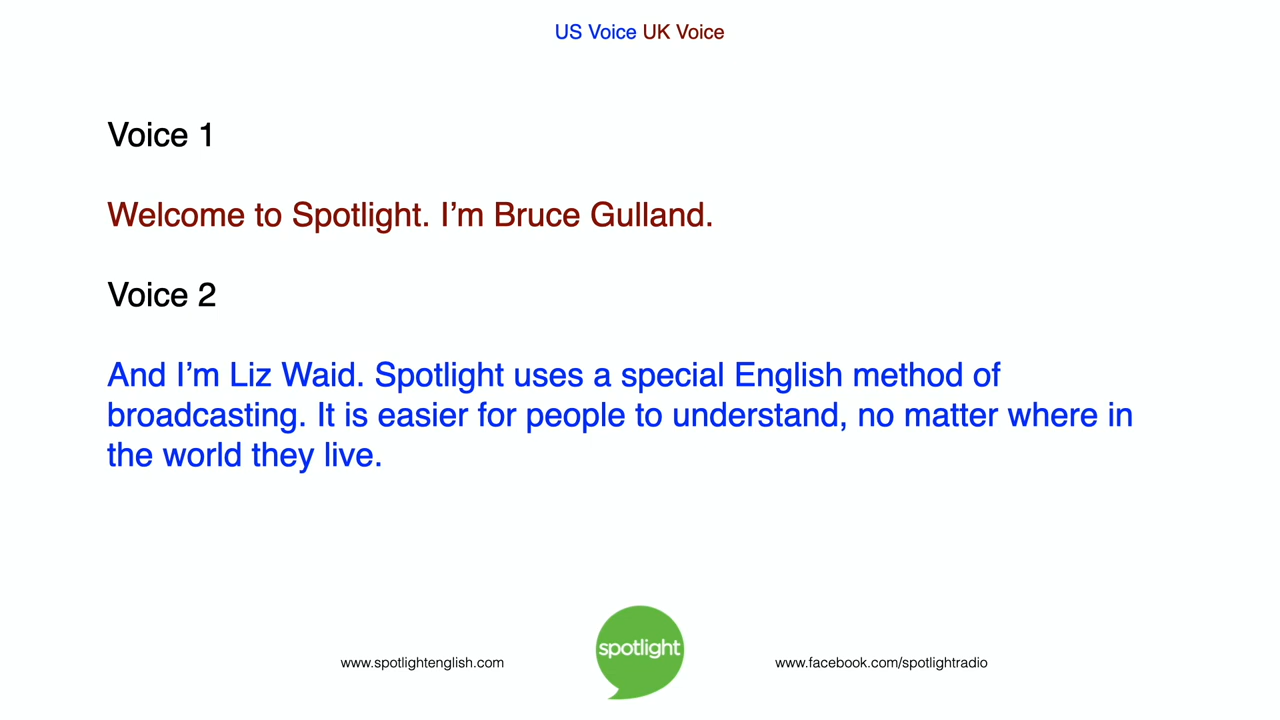 US Voice UK Voice
Voice 1
Welcome to Spotlight. I’m Bruce Gulland.
Voice 2
And I’m Liz Waid. Spotlight uses a special English method of
broadcasting. It is easier for people to understand, no matter where in
the world they live.
www.spotlightenglish.com
spotlight
www.facebook.com/spotlightradio